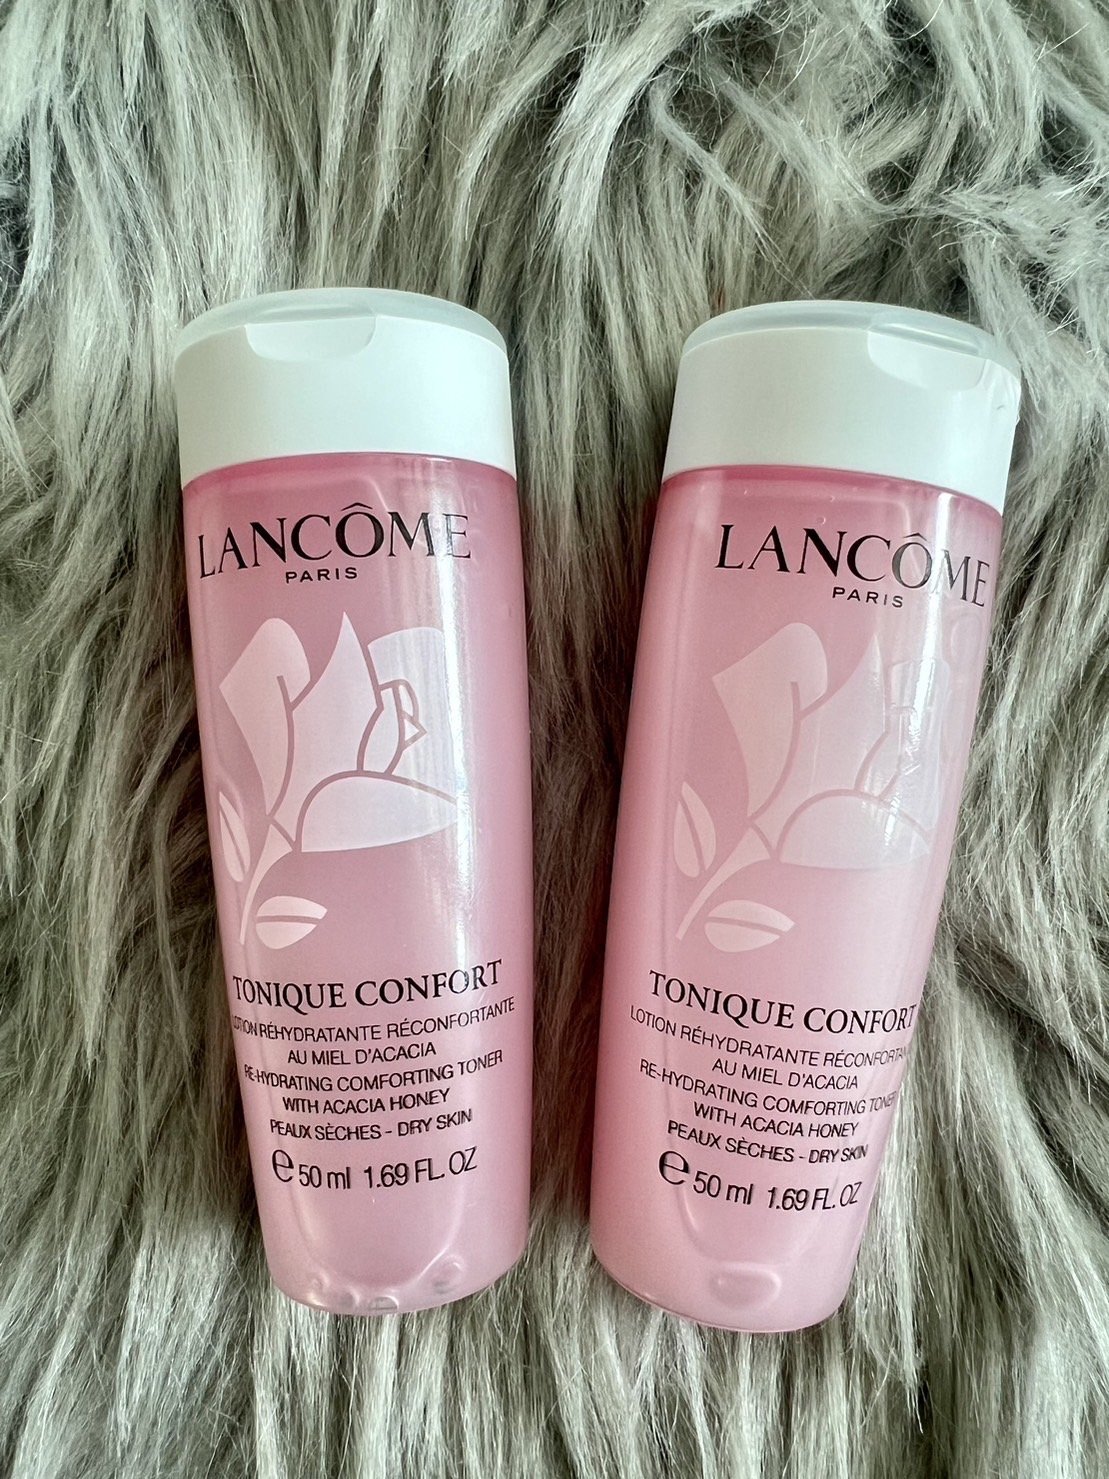 LANCÔME
PARIS
TONIQUE CONFORT
LOTION RÉHYDRATANTE RÉCONFORTANTE
AU MIEL D'ACACIA
RE-HYDRATING COMFORTING TONER
WITH ACACIA HONEY
PEAUX SÈCHES - DRY SKIN
e 50 ml 1.69 FL. OZ
LANCÔME
PARIS
TONIQUE CONFORT
LOTION RÉHYDRATANTE RÉCONFORTAN
AU MIEL D'ACACIA
RE-HYDRATING COMFORTING TONER
WITH ACACIA HONEY
PEAUX SÈCHES - DRY SKIN
e 50 ml 1.69 FL. OZ